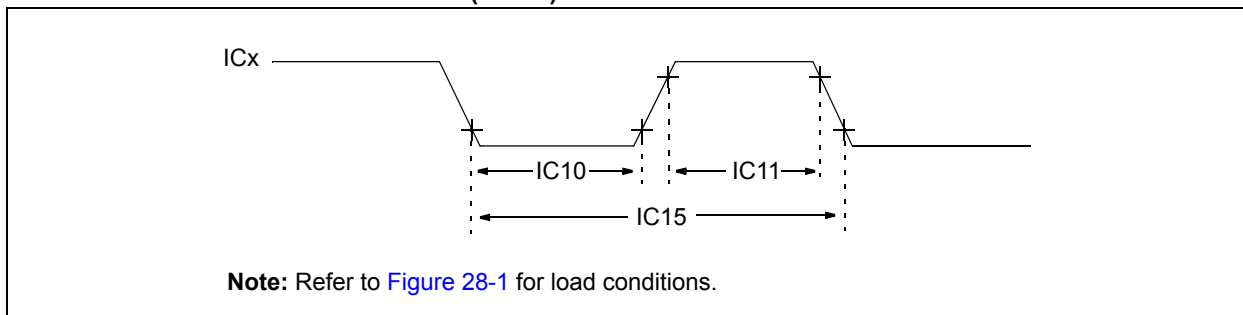 ICx
IC10
IC11
IC15
Note: Refer to Figure 28-1 for load conditions.